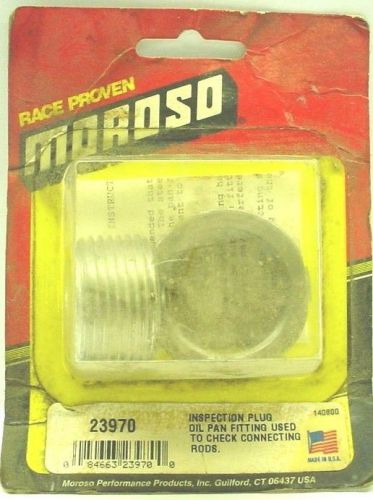 RACE PROVEN
MOROSO
INSTRUCT
23970
INSPECTION PLUG
OIL PAN FITTING USED
TO CHECK CONNECTING
RODS.
140800
MADE IN U.S.A.
0 84663 23970 0
Moroso Performance Products, Inc. Guilford, CT 06437 USA